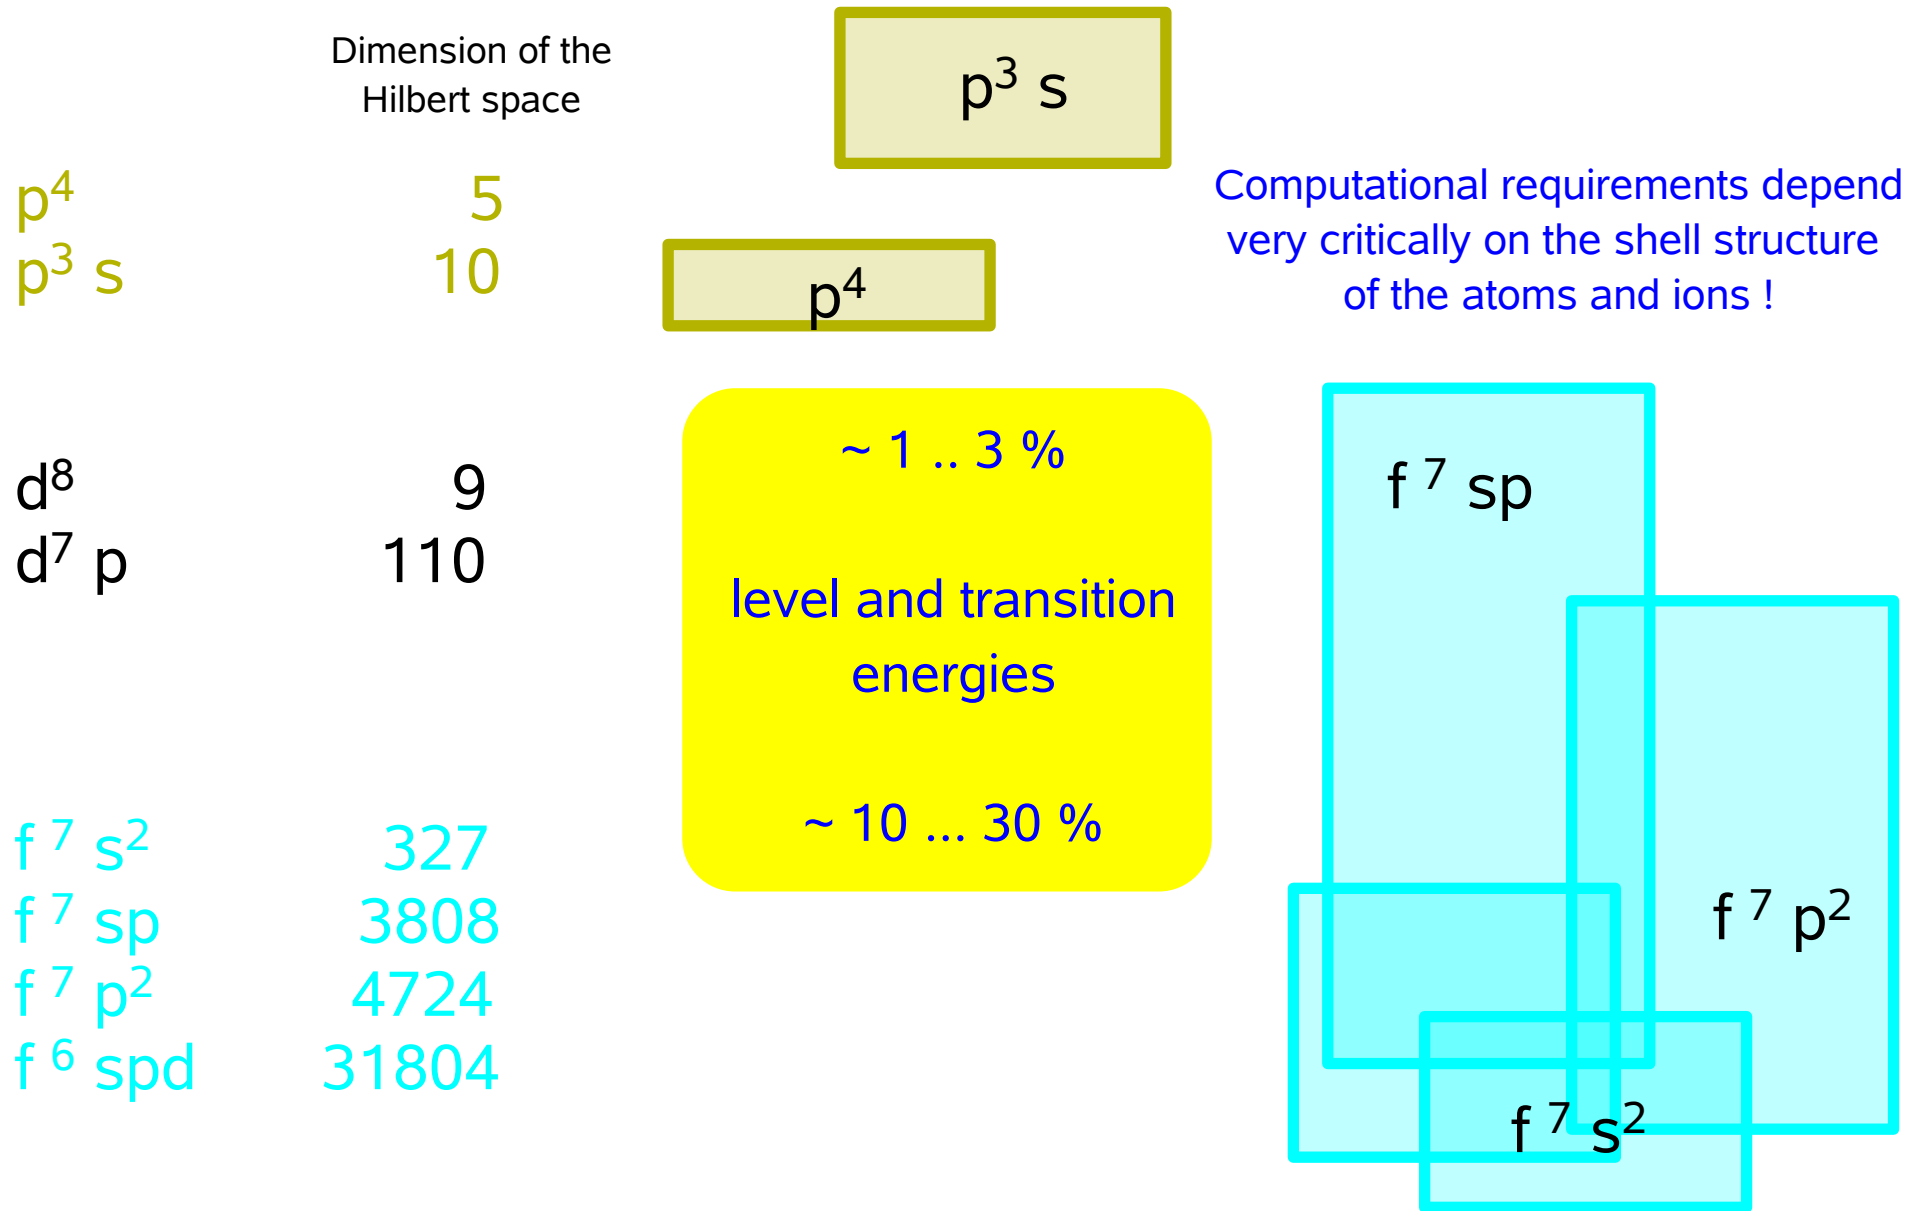 Dimension of the
Hilbert space
p⁴ 5
p³ s 10
d⁸ 9
d⁷ p 110
f ⁷ s² 327
f ⁷ sp 3808
f ⁷ p² 4724
f ⁶ spd 31804
p³ s
p⁴
~ 1 .. 3 %
level and transition
energies
~ 10 ... 30 %
Computational requirements depend
very critically on the shell structure
of the atoms and ions !
f ⁷ sp
f ⁷ p²
f ⁷ s²